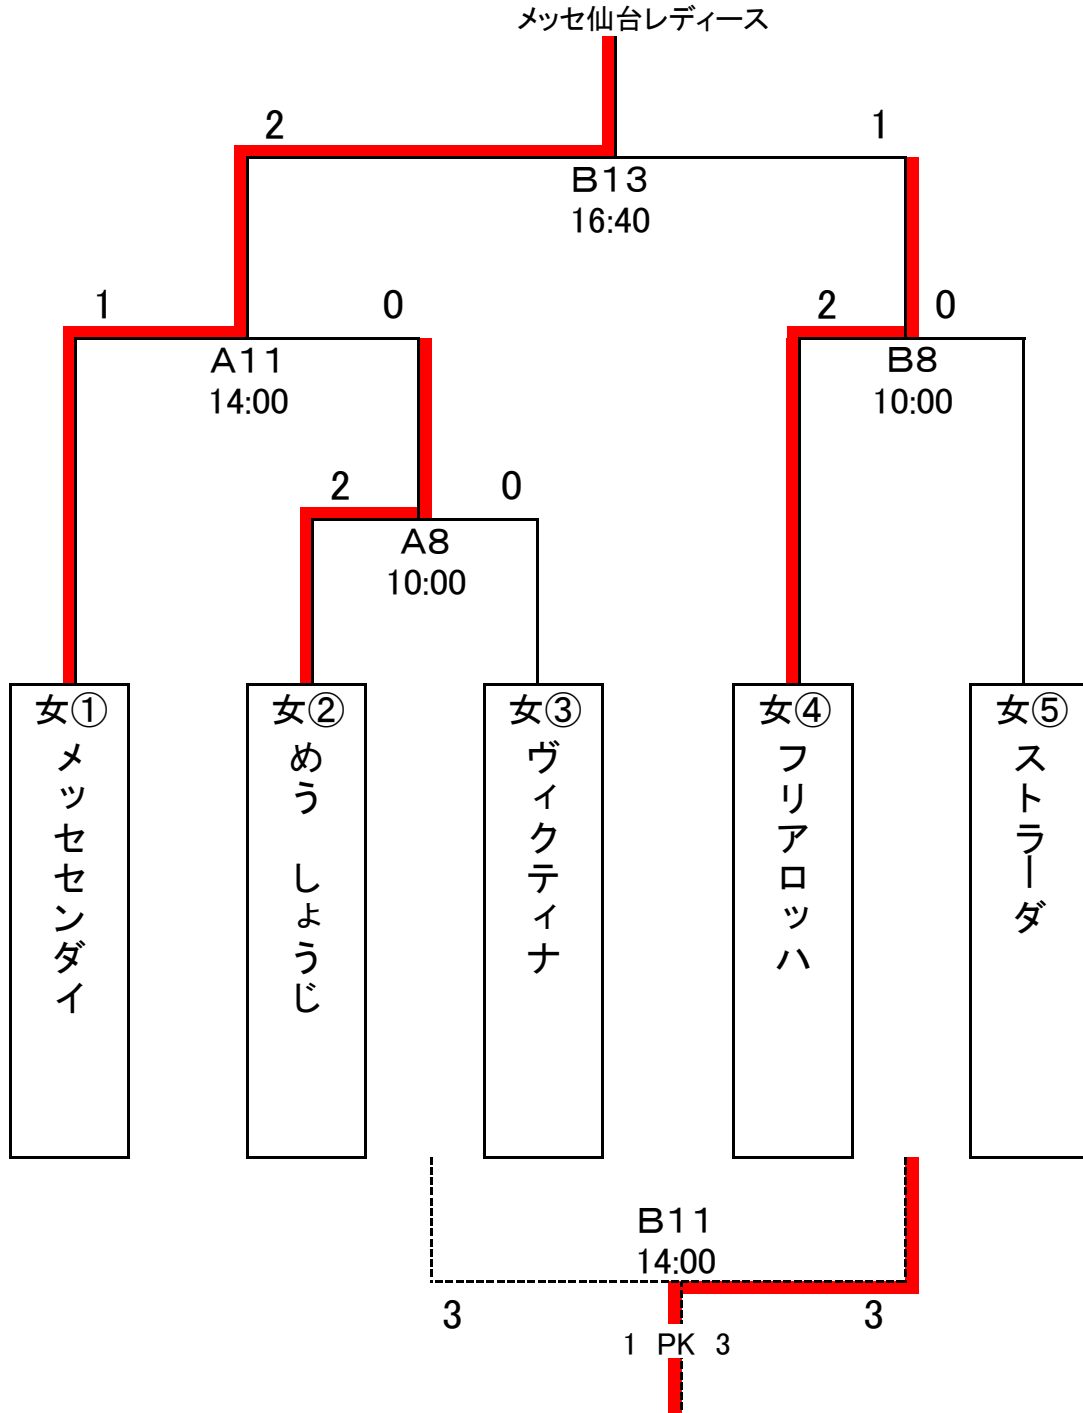 メッセ仙台レディース
2 1
B13
16:40
1 0 2 0
A11 B8
14:00 10:00
2 0
A8
10:00
女① 女② 女③ 女④ 女⑤
メッセセンダイ
めう しょうじ
ヴィクティナ
フリアロッハ
ストラーダ
B11
14:00
3 3
1 PK 3